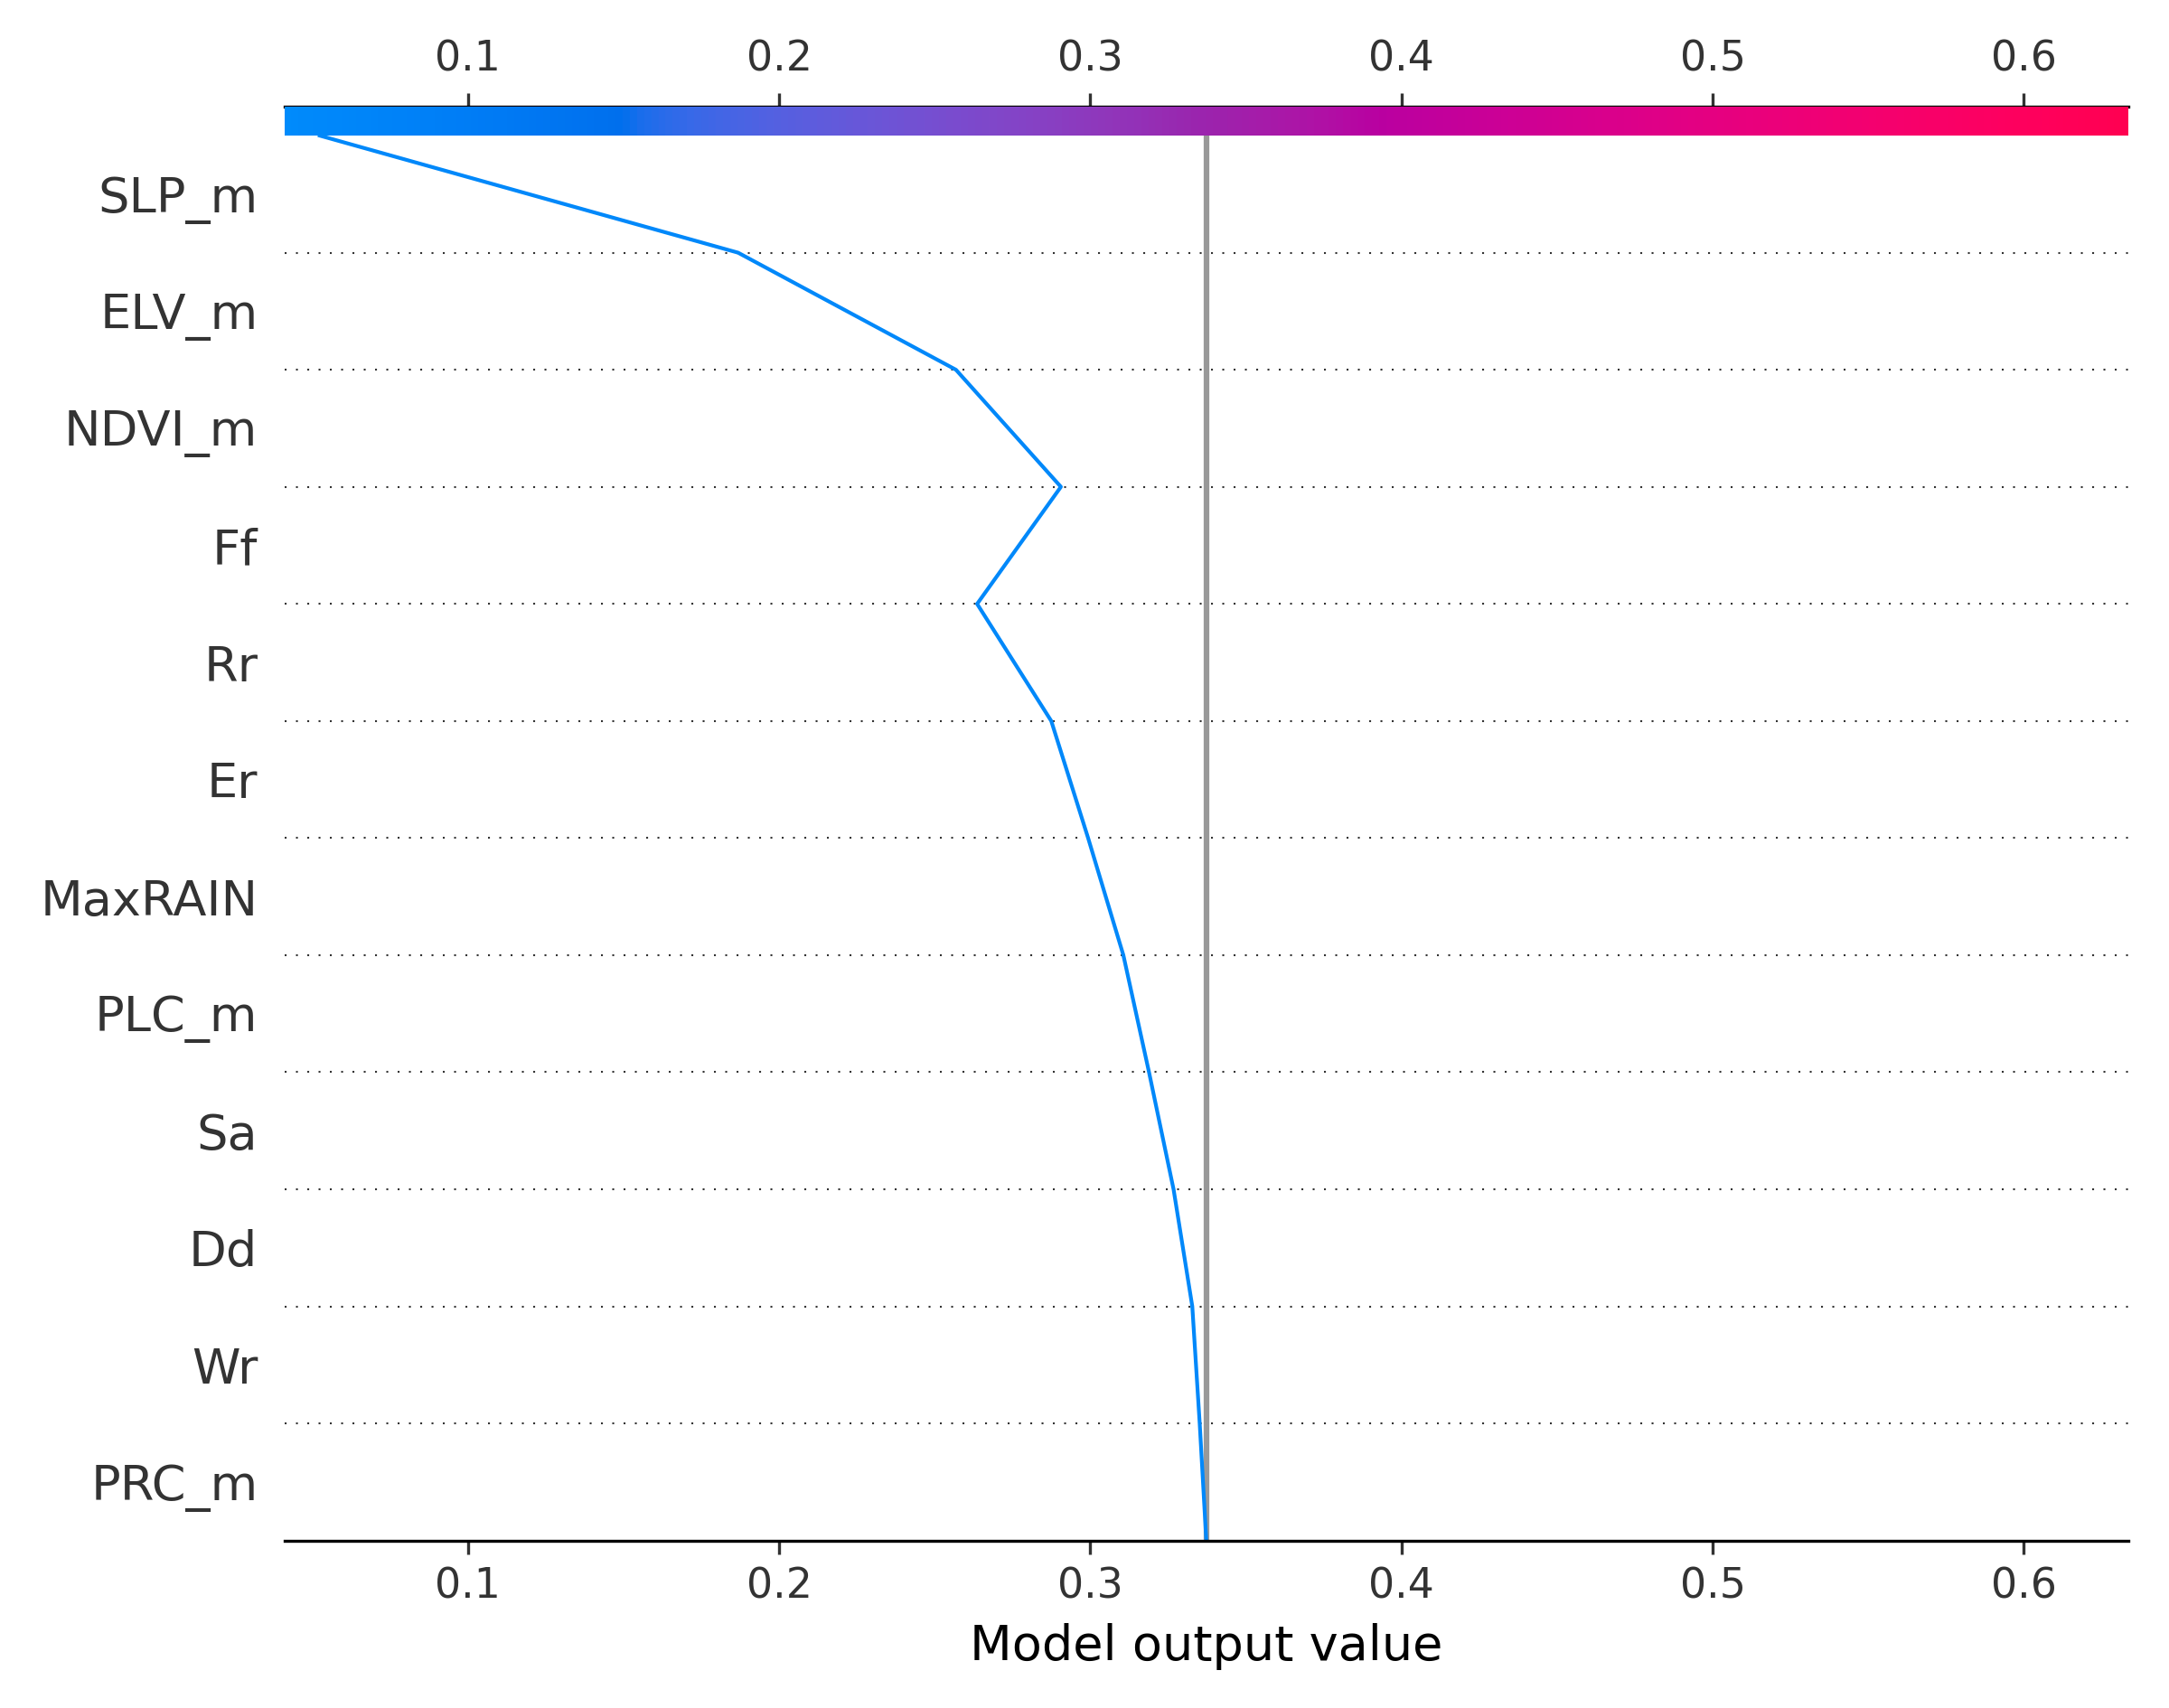 0.1 0.2 0.3 0.4 0.5 0.6
SLP_m
ELV_m
NDVI_m
Ff
Rr
Er
MaxRAIN
PLC_m
Sa
Dd
Wr
PRC_m
0.1 0.2 0.3 0.4 0.5 0.6
Model output value